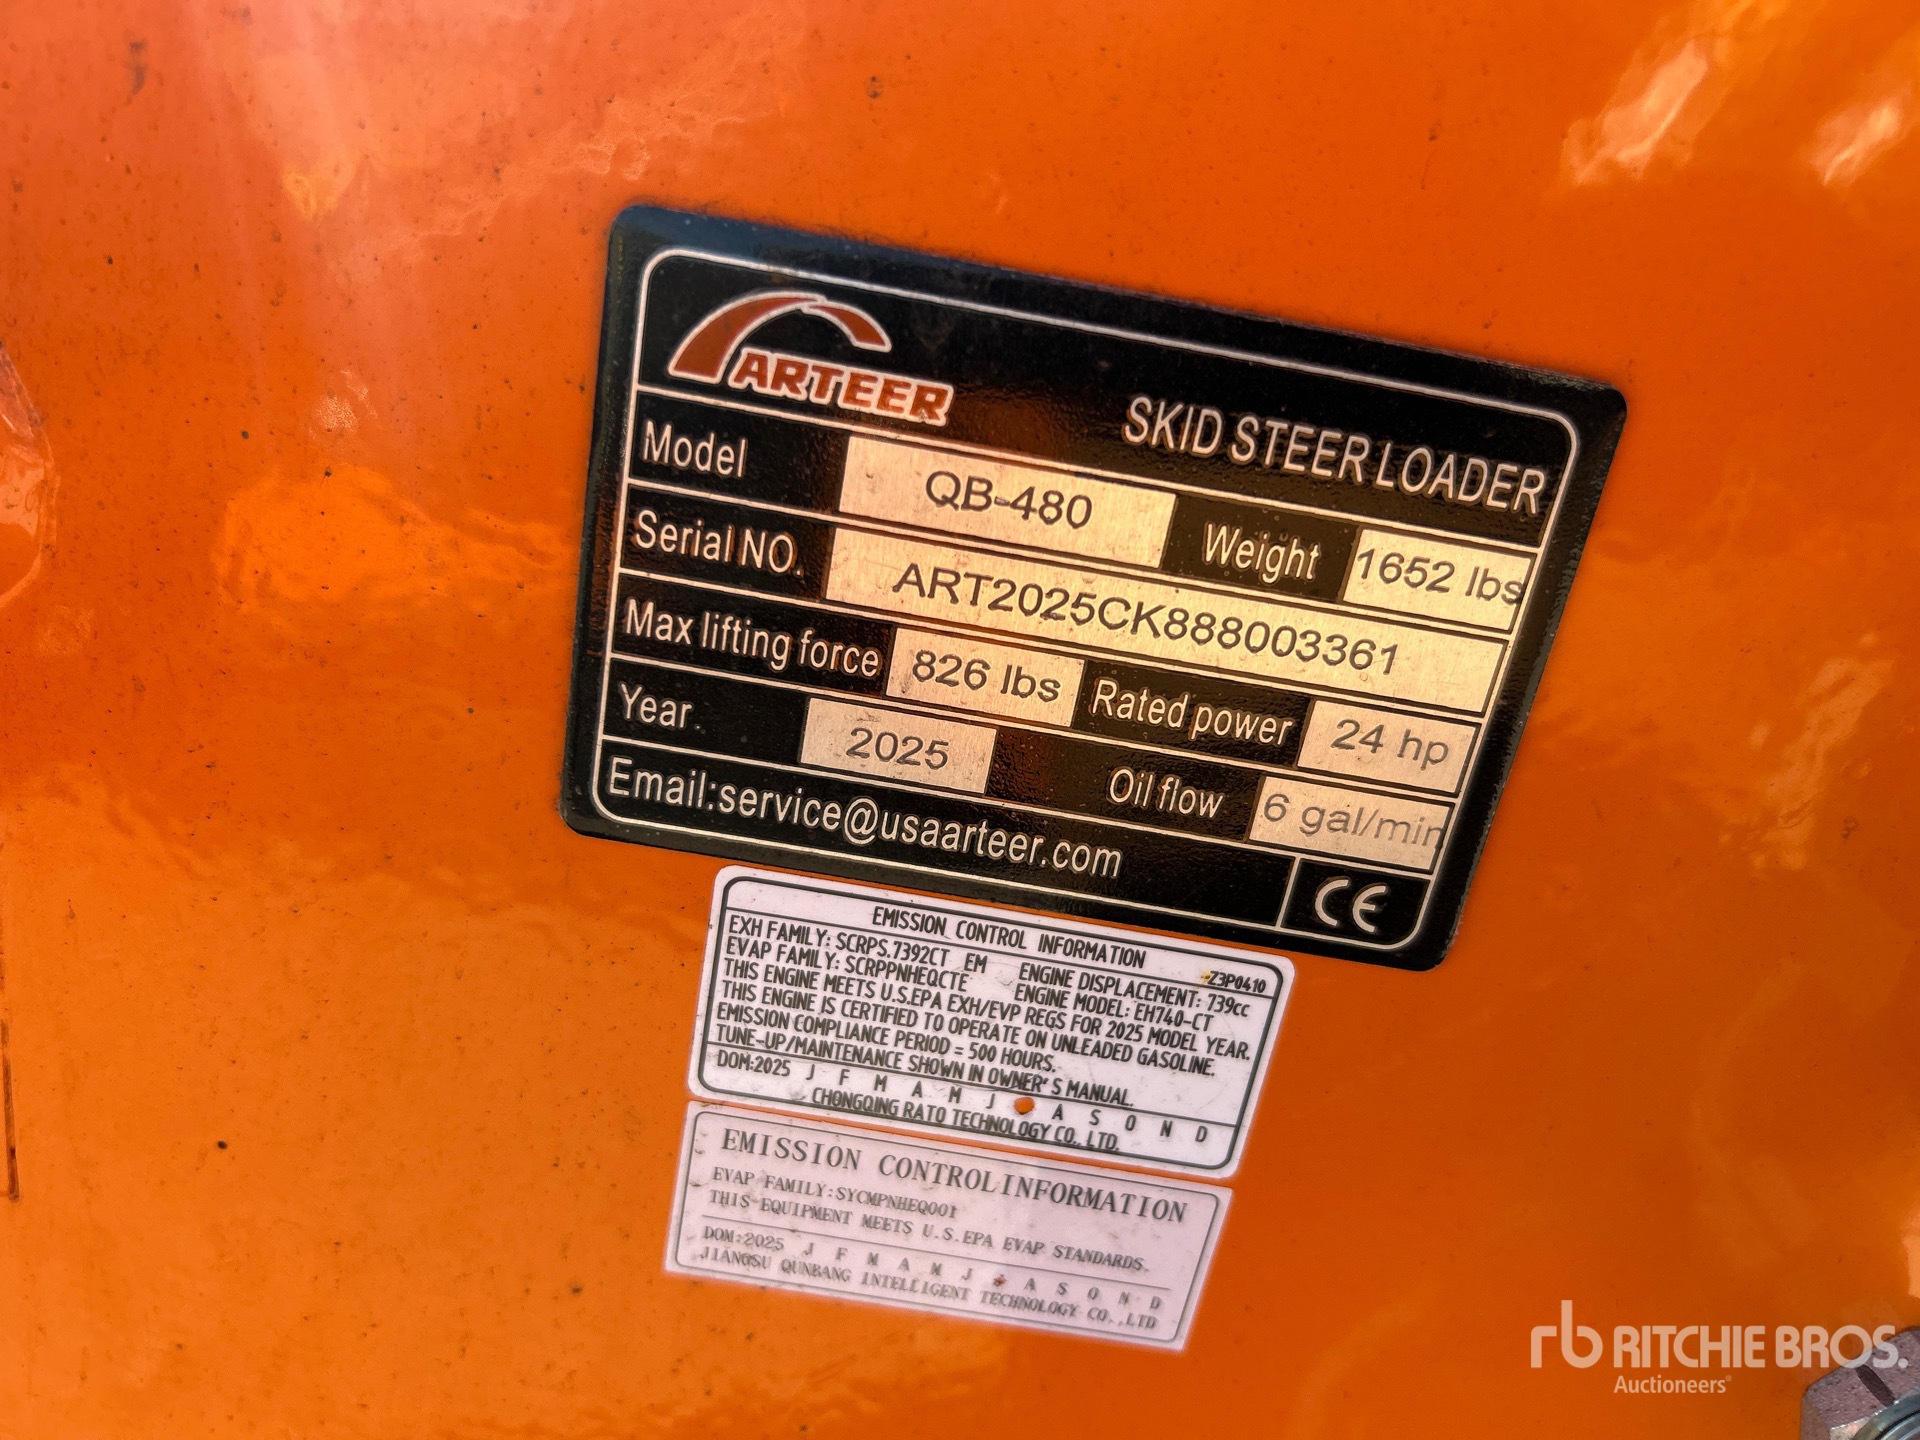 ARTEER
SKID STEER LOADER
Model QB-480 Weight 1652 lbs
Serial NO. ART2025CK888003361
Max lifting force 826 lbs Rated power 24 hp
Year 2025 Oil flow 6 gal/min
Email:service@usaarteer.com CE
EMISSION CONTROL INFORMATION
Z3P0410
EXH FAMILY: SCRPS.7392CT EM ENGINE DISPLACEMENT: 739cc
EVAP FAMILY: SCRPPNHEQCTE ENGINE MODEL: EH740-CT
THIS ENGINE MEETS U.S.EPA EXH/EVP REGS FOR 2025 MODEL YEAR.
THIS ENGINE IS CERTIFIED TO OPERATE ON UNLEADED GASOLINE.
EMISSION COMPLIANCE PERIOD = 500 HOURS.
TUNE-UP/MAINTENANCE SHOWN IN OWNER'S MANUAL.
DOM:2025 J F M A M J A S O N D
CHONGQING RATO TECHNOLOGY CO., LTD.
EMISSION CONTROL INFORMATION
EVAP FAMILY:SYCMPNHEQ001
THIS EQUIPMENT MEETS U.S.EPA EVAP STANDARDS.
DOM:2025 J F M A M J A S O N D
JIANGSU QUNBANG INTELLIGENT TECHNOLOGY CO.,LTD
rb RITCHIE BROS.
Auctioneers